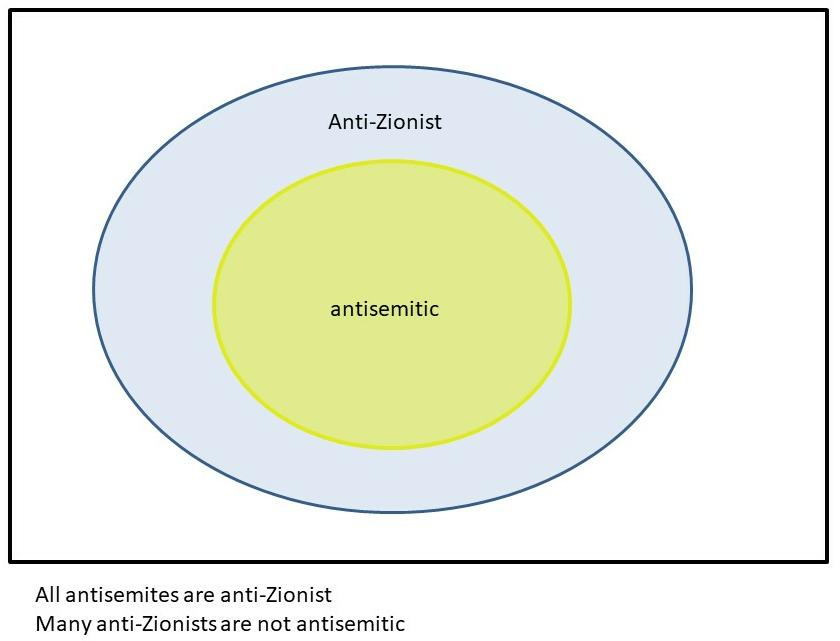 Anti-Zionist
antisemitic
All antisemites are anti-Zionist
Many anti-Zionists are not antisemitic